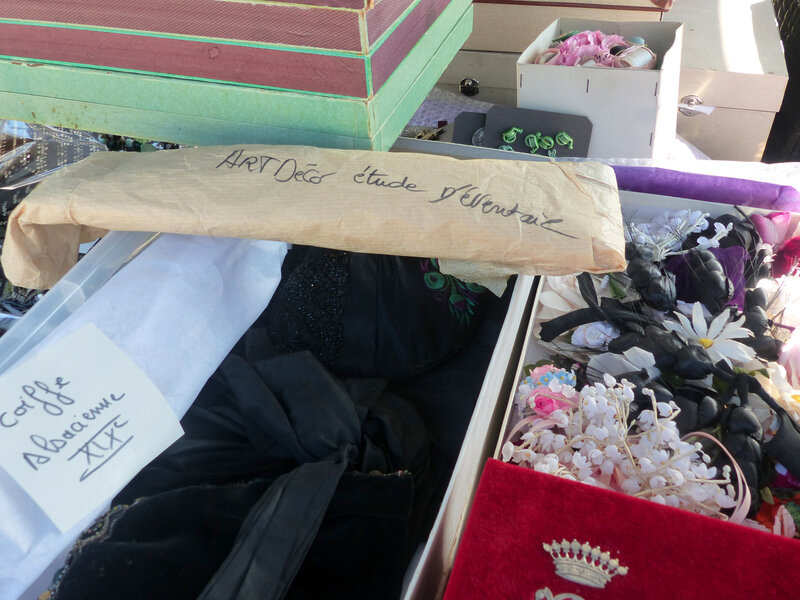 ART Déco étude D'éventail
coiffe
alsacienne
XIXe